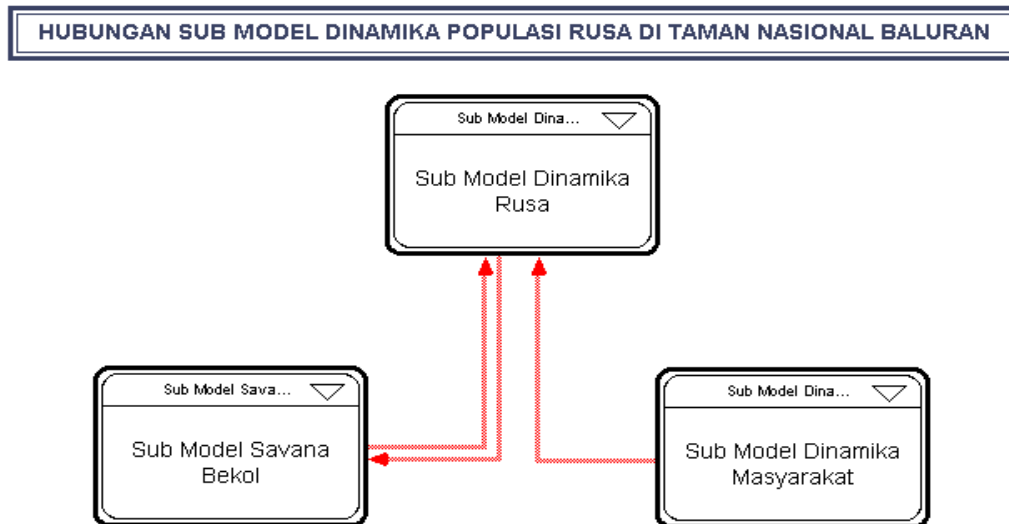 HUBUNGAN SUB MODEL DINAMIKA POPULASI RUSA DI TAMAN NASIONAL BALURAN
Sub Model Dina...
Sub Model Dinamika
Rusa
Sub Model Sava...
Sub Model Savana
Bekol
Sub Model Dina...
Sub Model Dinamika
Masyarakat